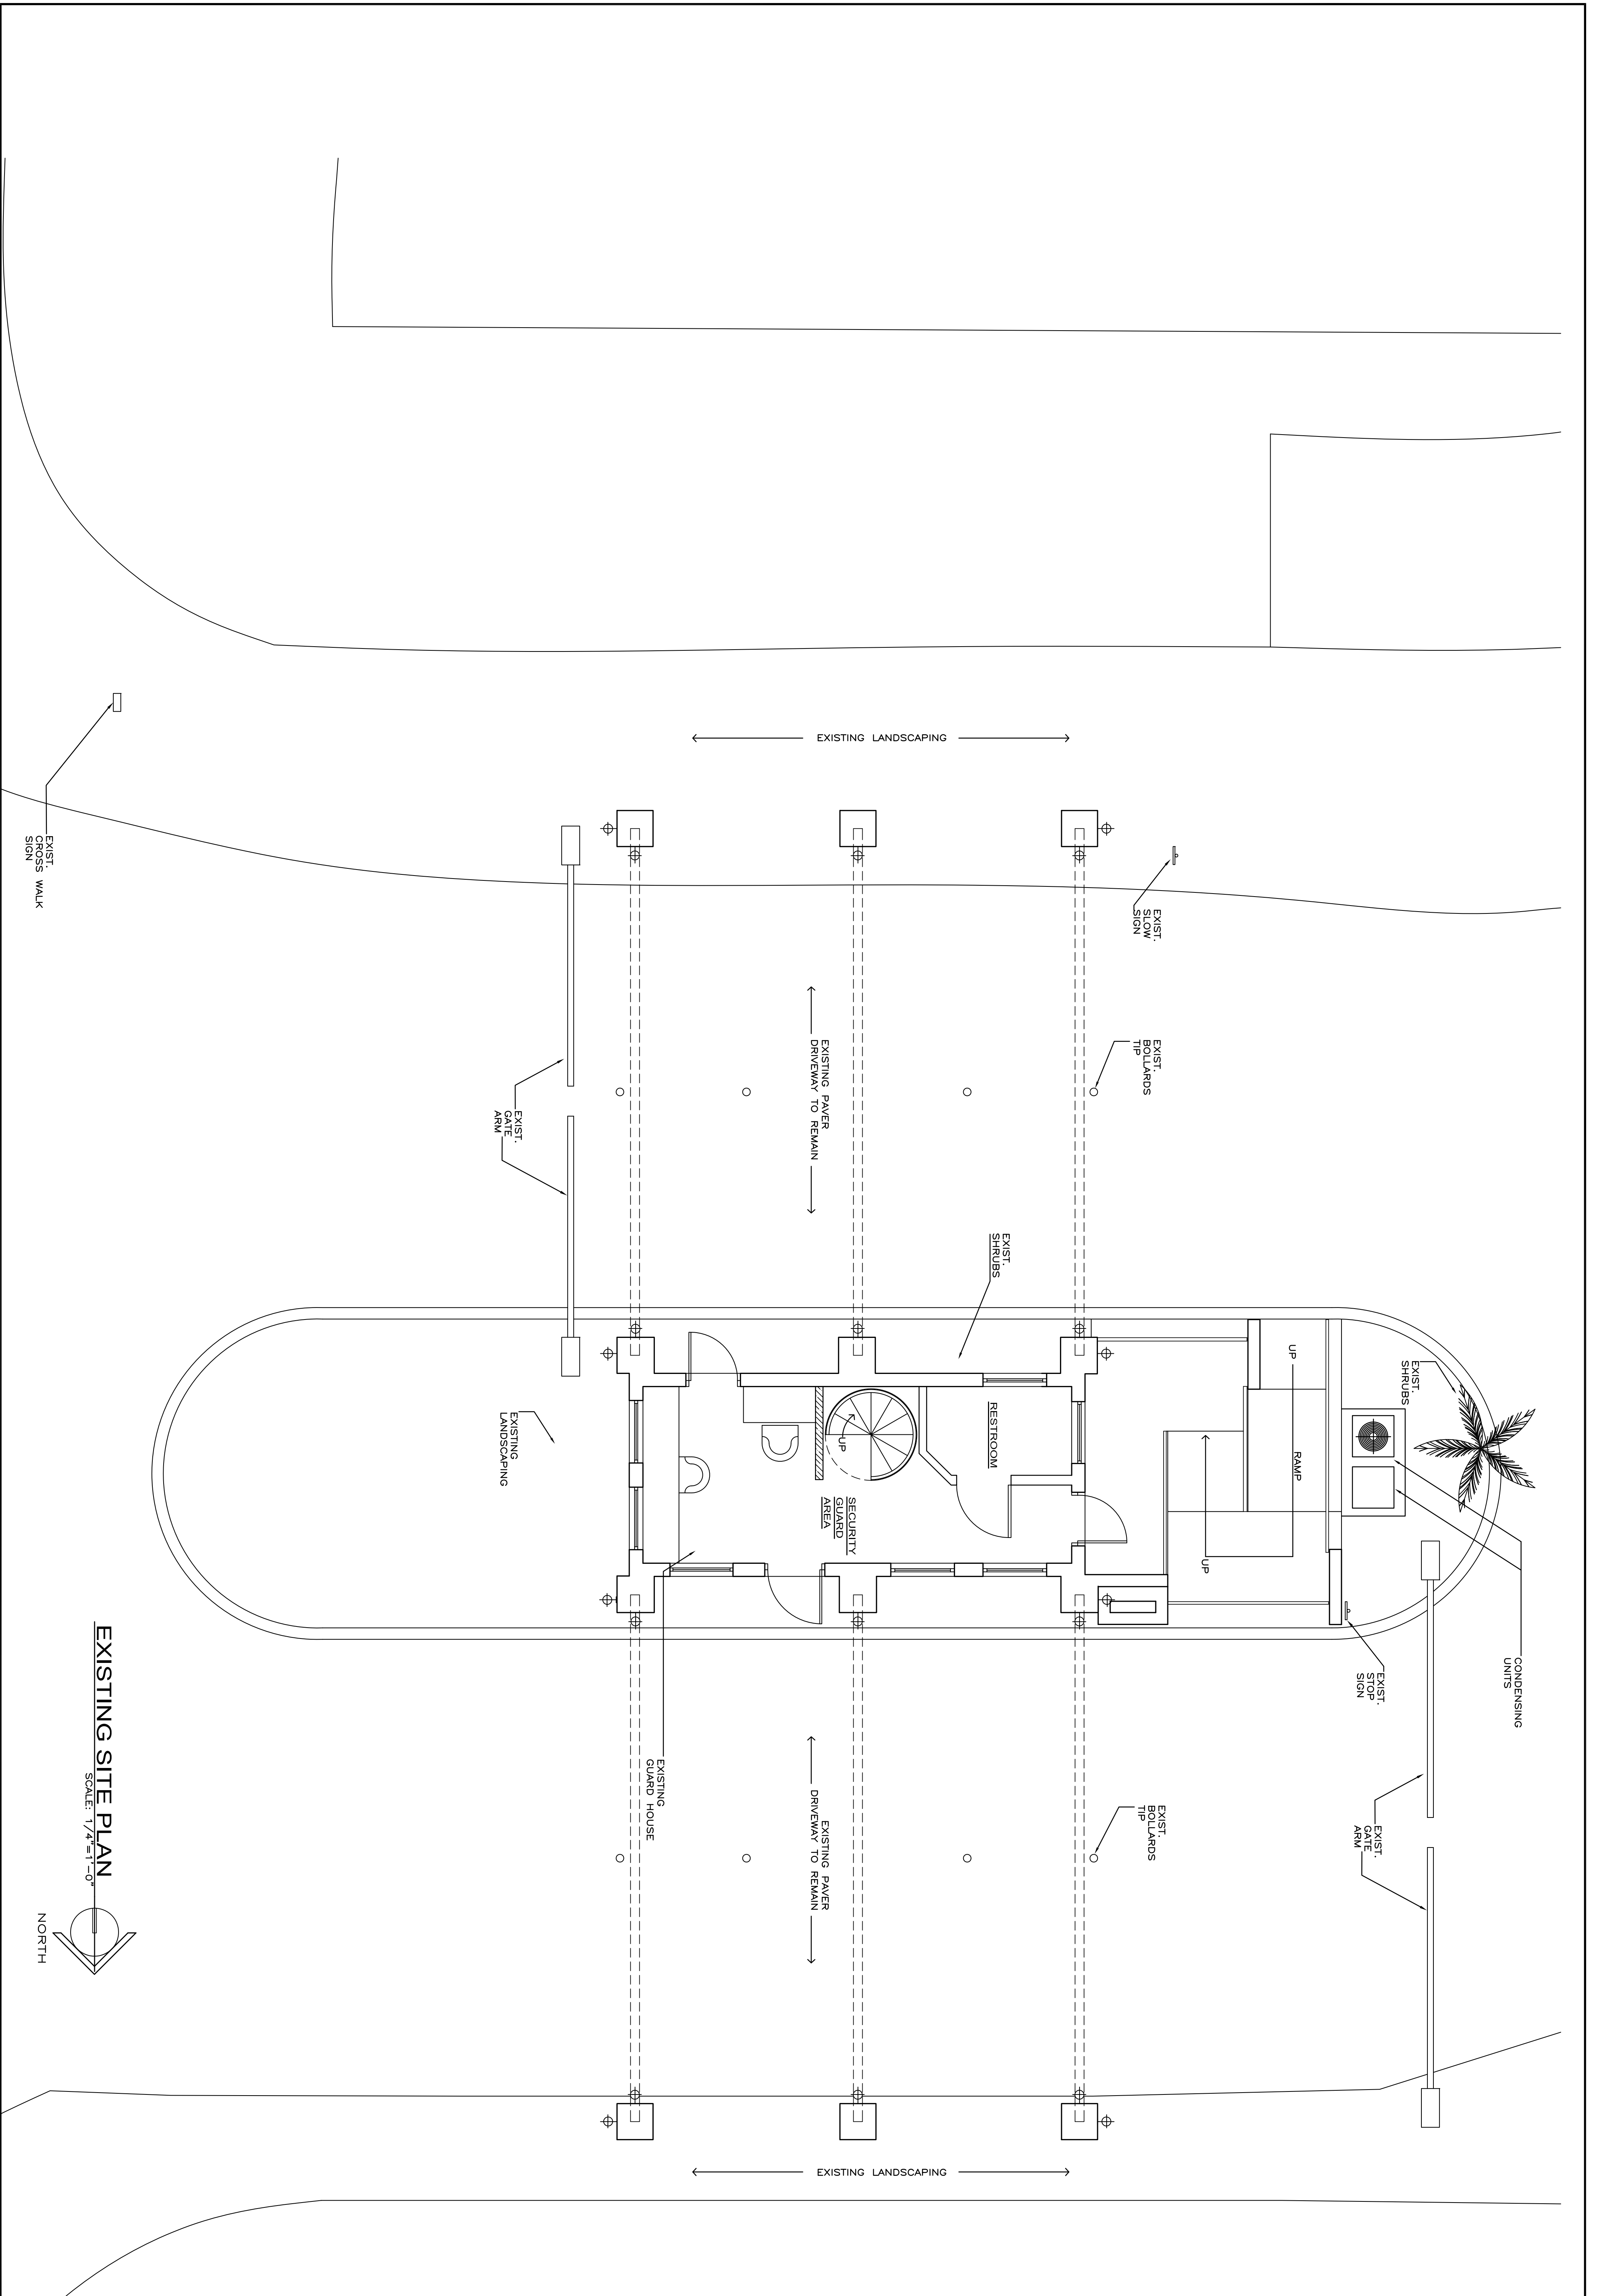 EXISTING LANDSCAPING
EXIST.
CROSS WALK
SIGN
EXIST.
SLOW
SIGN
EXIST.
BOLLARDS
TIP
EXISTING PAVER
DRIVEWAY TO REMAIN
EXIST.
GATE
ARM
EXIST.
SHRUBS
UP
RAMP
UP
EXIST.
SHRUBS
RESTROOM
UP
SECURITY
GUARD
AREA
EXISTING
LANDSCAPING
CONDENSING
UNITS
EXIST.
STOP
SIGN
EXISTING
GUARD HOUSE
EXIST.
BOLLARDS
TIP
EXISTING PAVER
DRIVEWAY TO REMAIN
EXIST.
GATE
ARM
EXISTING LANDSCAPING
EXISTING SITE PLAN
SCALE: 1/4"=1'-0"
NORTH